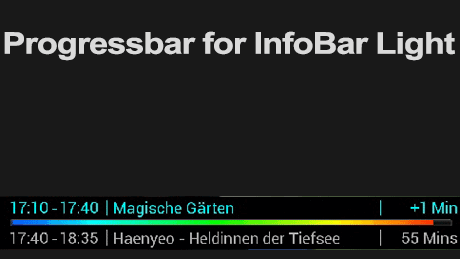 Progressbar for InfoBar Light
17:10 - 17:40 | Magische Gärten | +1 Min
17:40 - 18:35 | Haenyeo - Heldinnen der Tiefsee | 55 Mins